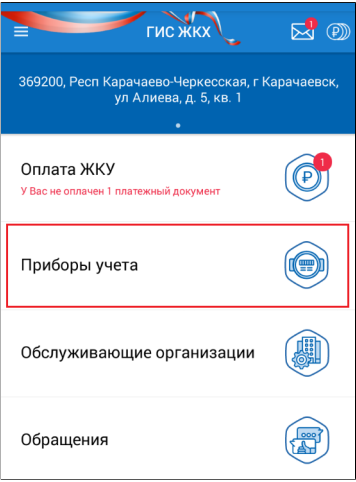 ГИС ЖКХ
1
369200, Респ Карачаево-Черкесская, г Карачаевск,
ул Алиева, д. 5, кв. 1
Оплата ЖКУ
1
У Вас не оплачен 1 платежный документ
Приборы учета
Обслуживающие организации
Обращения